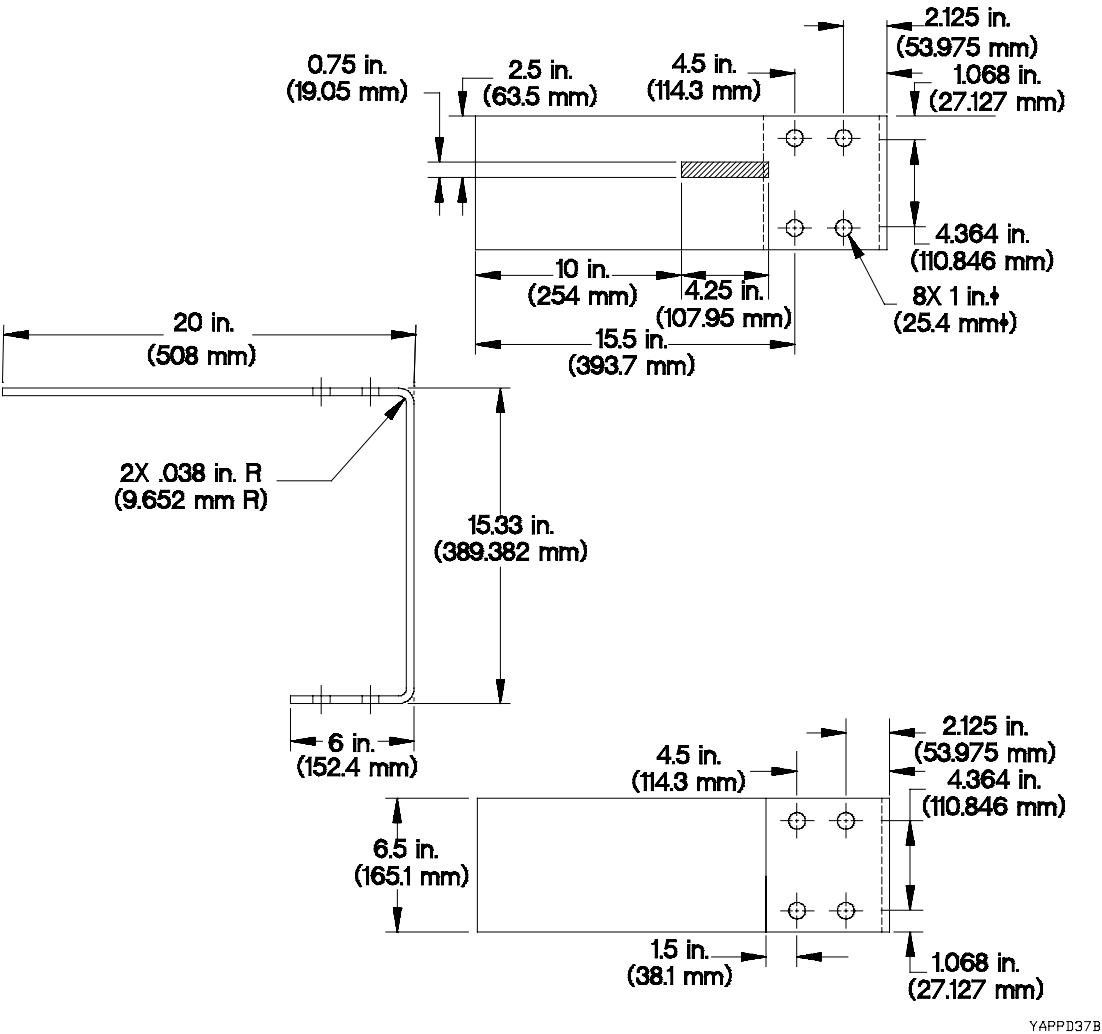 2.125 in.
(53.975 mm)
0.75 in.
(19.05 mm)
2.5 in.
(63.5 mm)
4.5 in.
(114.3 mm)
1.068 in.
(27.127 mm)
4.364 in.
(110.846 mm)
10 in.
(254 mm)
4.25 in.
(107.95 mm)
8X 1 in.⌀
(25.4 mm⌀)
15.5 in.
(393.7 mm)
20 in.
(508 mm)
2X .038 in. R
(9.652 mm R)
15.33 in.
(389.382 mm)
6 in.
(152.4 mm)
2.125 in.
(53.975 mm)
4.5 in.
(114.3 mm)
4.364 in.
(110.846 mm)
6.5 in.
(165.1 mm)
1.5 in.
(38.1 mm)
1.068 in.
(27.127 mm)
YAPPD37B